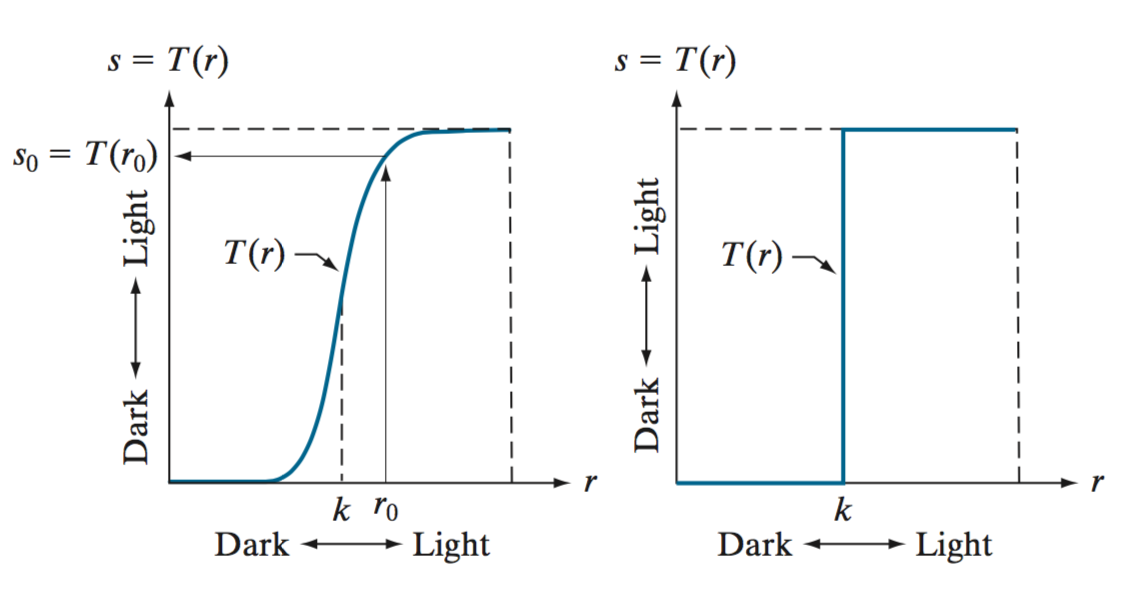 s = T(r)
s₀ = T(r₀)
Light
Dark
T(r)
k r₀
r
Dark Light
s = T(r)
Light
Dark
T(r)
k
r
Dark Light